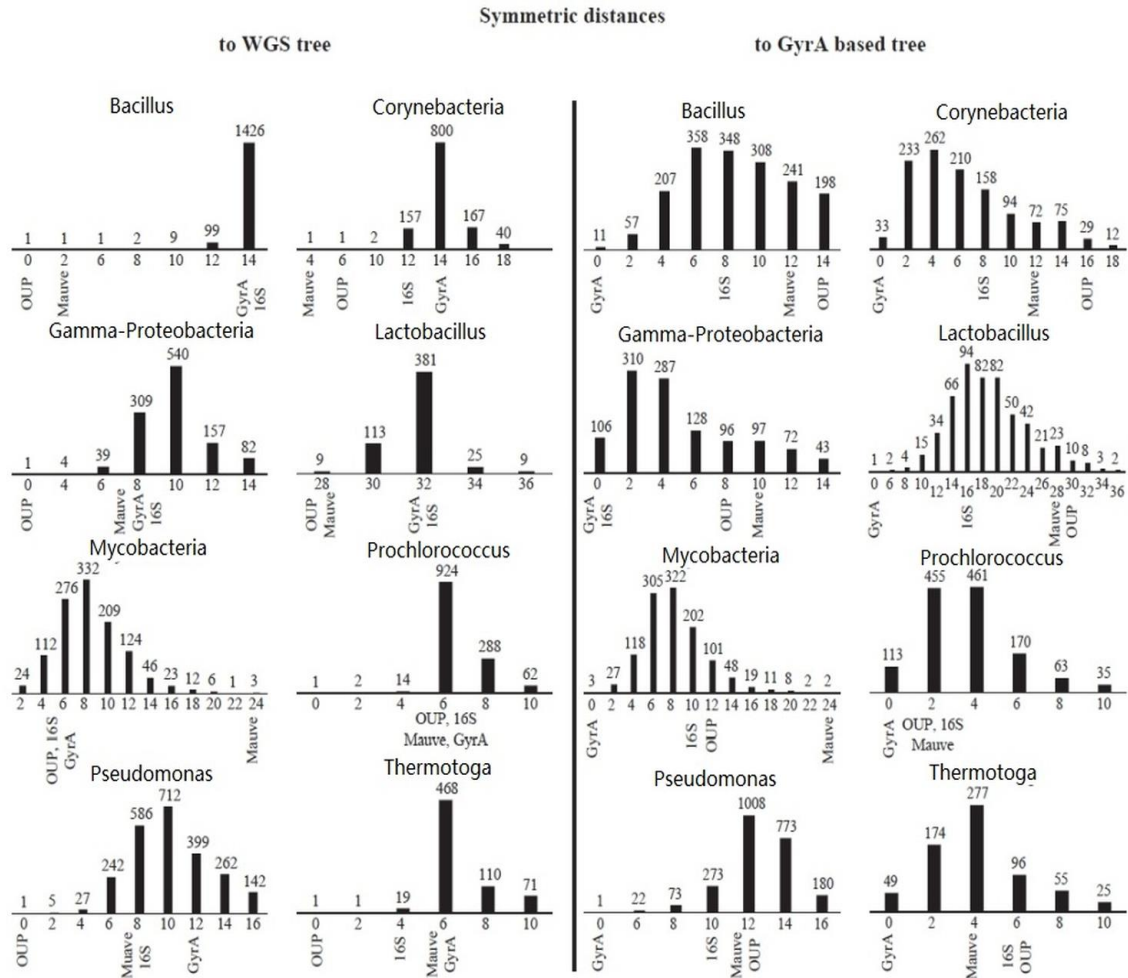 Symmetric distances
to WGS tree
to GyrA based tree
Bacillus
1426
1 1 1 2 9 99
0 2 6 8 10 12 14
OUP Mauve GyrA 16S
Corynebacteria
800
1 1 2 157 167 40
4 6 10 12 14 16 18
Mauve OUP 16S GyrA
Bacillus
11 57 207 358 348 308 241 198
0 2 4 6 8 10 12 14
GyrA 16S Mauve OUP
Corynebacteria
33 233 262 210 158 94 72 75 29 12
0 2 4 6 8 10 12 14 16 18
GyrA 16S Mauve OUP
Gamma-Proteobacteria
540
1 4 39 309 157 82
0 4 6 8 10 12 14
OUP Mauve GyrA 16S
Lactobacillus
381
9 113 25 9
28 30 32 34 36
OUP Mauve GyrA 16S
Gamma-Proteobacteria
106 310 287 128 96 97 72 43
0 2 4 6 8 10 12 14
GyrA 16S OUP Mauve
Lactobacillus
94
1 2 4 15 34 66 82 82 50 42 21 23 10 8 3 2
0 6 8 10 12 14 16 18 20 22 24 26 28 30 32 34 36
GyrA 16S Mauve OUP
Mycobacteria
332
24 112 276 209 124 46 23 12 6 1 3
2 4 6 8 10 12 14 16 18 20 22 24
OUP, 16S GyrA Mauve
Prochlorococcus
924
1 2 14 288 62
0 2 4 6 8 10
OUP, 16S
Mauve, GyrA
Mycobacteria
3 27 118 305 322 202 101 48 19 11 8 2 2
0 2 4 6 8 10 12 14 16 18 20 22 24
GyrA 16S OUP Mauve
Prochlorococcus
113 455 461 170 63 35
0 2 4 6 8 10
GyrA OUP, 16S
Mauve
Pseudomonas
712
1 5 27 242 586 399 262 142
0 2 4 6 8 10 12 14 16
OUP Muave 16S GyrA
Thermotoga
468
1 1 19 110 71
0 2 4 6 8 10
OUP 16S Mauve GyrA
Pseudomonas
1008
1 22 73 273 773 180
0 6 8 10 12 14 16
GyrA 16S Mauve OUP
Thermotoga
277
49 174 96 55 25
0 2 4 6 8 10
GyrA Mauve 16S OUP